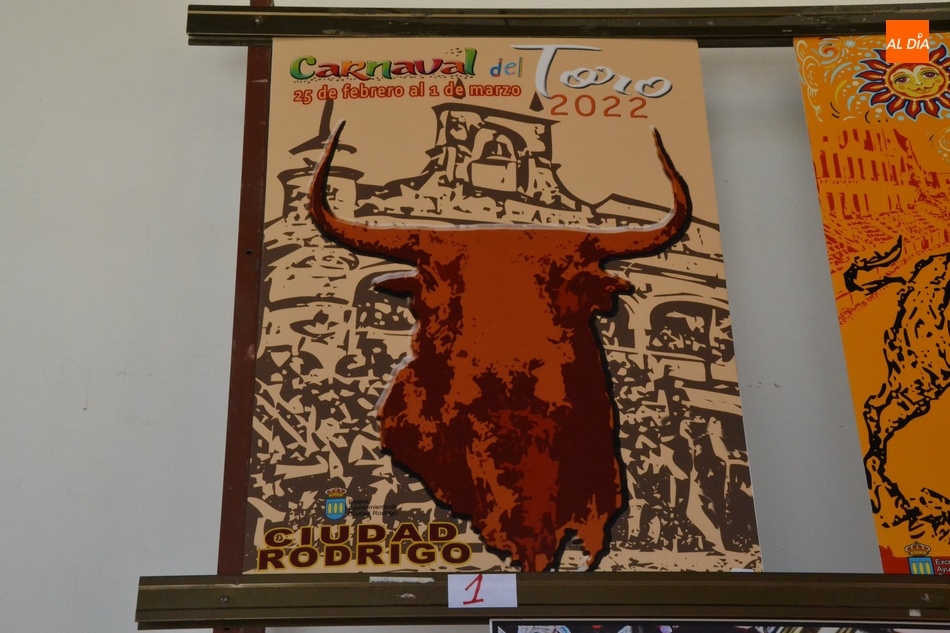 AL DÍA
Carnaval del Toro
25 de febrero al 1 de marzo
2022
CIUDAD
RODRIGO
1